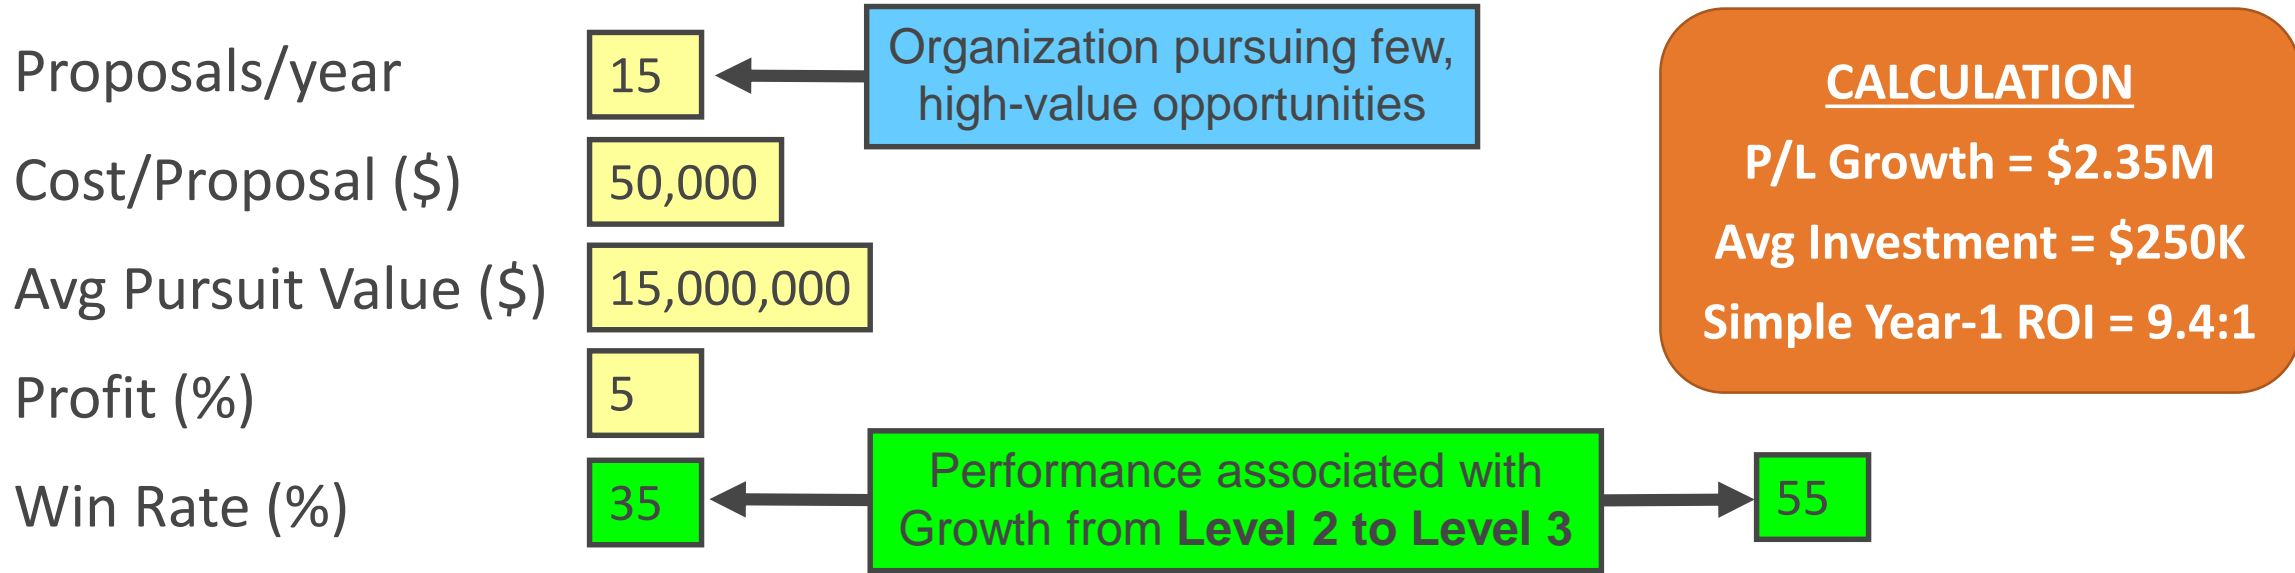 Proposals/year
15
Organization pursuing few,
high-value opportunities
Cost/Proposal ($)
50,000
Avg Pursuit Value ($)
15,000,000
Profit (%)
5
Win Rate (%)
35
Performance associated with
Growth from Level 2 to Level 3
55
CALCULATION
P/L Growth = $2.35M
Avg Investment = $250K
Simple Year-1 ROI = 9.4:1